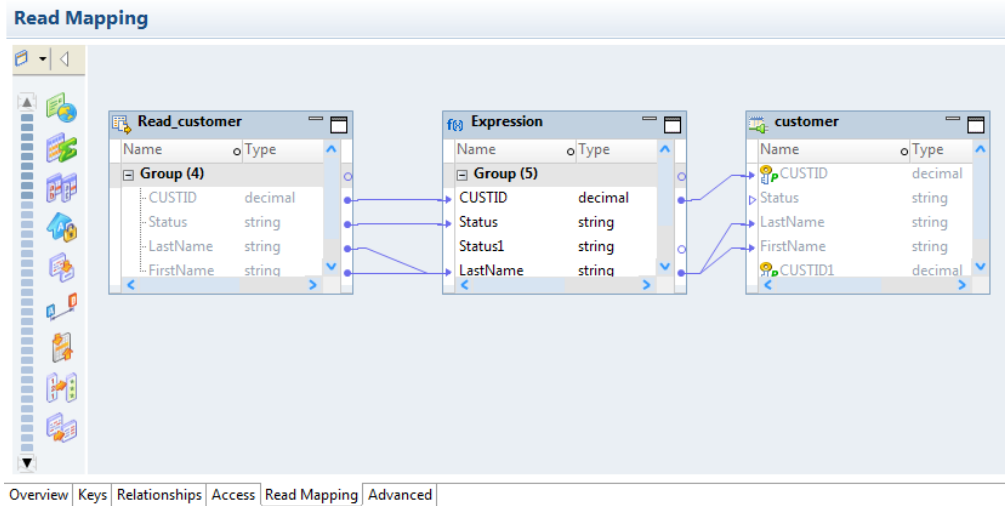 Read Mapping
Read_customer
Name Type
Group (4)
CUSTID decimal
Status string
LastName string
FirstName string
f(x) Expression
Name Type
Group (5)
CUSTID decimal
Status string
Status1 string
LastName string
customer
Name Type
CUSTID decimal
Status string
LastName string
FirstName string
CUSTID1 decimal
Overview Keys Relationships Access Read Mapping Advanced